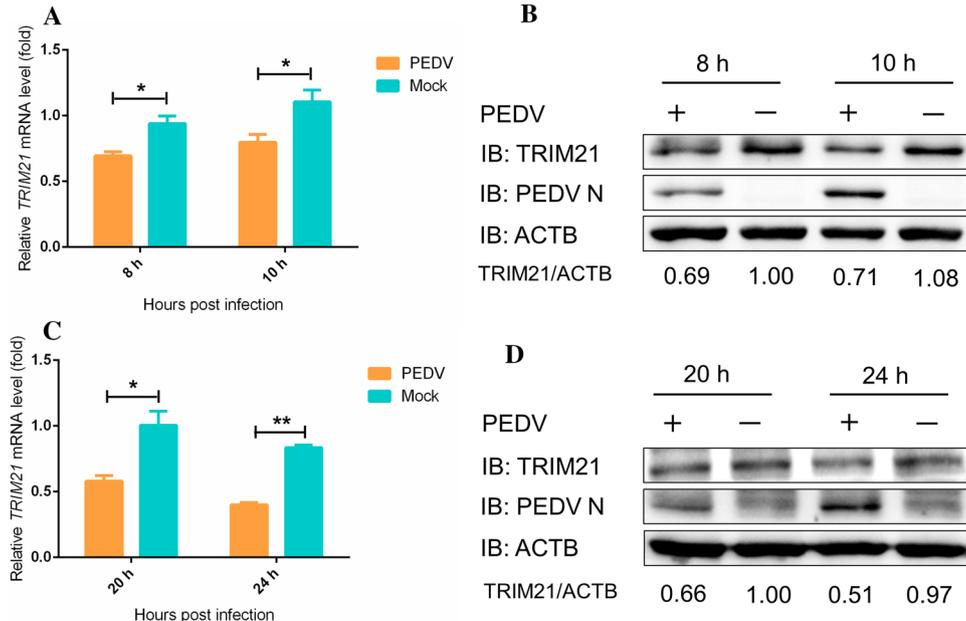 A
Relative TRIM21 mRNA level (fold)
1.5
1.0
0.5
0.0
*
*
PEDV
Mock
8 h
10 h
Hours post infection
B
8 h
10 h
PEDV
+ − + −
IB: TRIM21
IB: PEDV N
IB: ACTB
TRIM21/ACTB 0.69 1.00 0.71 1.08
C
Relative TRIM21 mRNA level (fold)
1.5
1.0
0.5
0.0
*
**
PEDV
Mock
20 h
24 h
Hours post infection
D
20 h
24 h
PEDV
+ − + −
IB: TRIM21
IB: PEDV N
IB: ACTB
TRIM21/ACTB 0.66 1.00 0.51 0.97